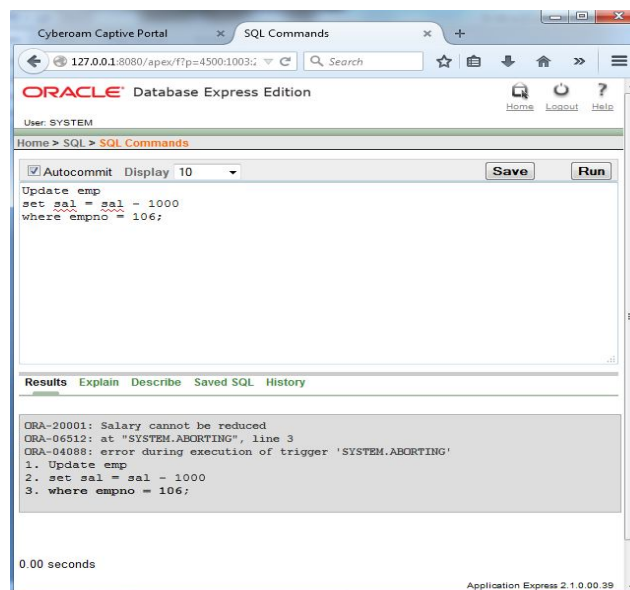 Cyberoam Captive Portal × SQL Commands × +
127.0.0.1:8080/apex/f?p=4500:1003:2 Search
ORACLE Database Express Edition
Home Logout Help
User: SYSTEM
Home > SQL > SQL Commands
Autocommit Display 10 Save Run
Update emp
set sal = sal - 1000
where empno = 106;
Results Explain Describe Saved SQL History
ORA-20001: Salary cannot be reduced
ORA-06512: at "SYSTEM.ABORTING", line 3
ORA-04088: error during execution of trigger 'SYSTEM.ABORTING'
1. Update emp
2. set sal = sal - 1000
3. where empno = 106;
0.00 seconds
Application Express 2.1.0.00.39